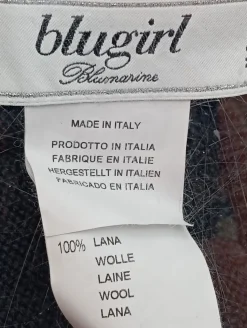 blugirl
Blumarine
MADE IN ITALY
PRODOTTO IN ITALIA
FABRIQUE EN ITALIE
HERGESTELLT IN ITALIEN
FABRICADO EN ITALIA
100% LANA
WOLLE
LAINE
WOOL
LANA